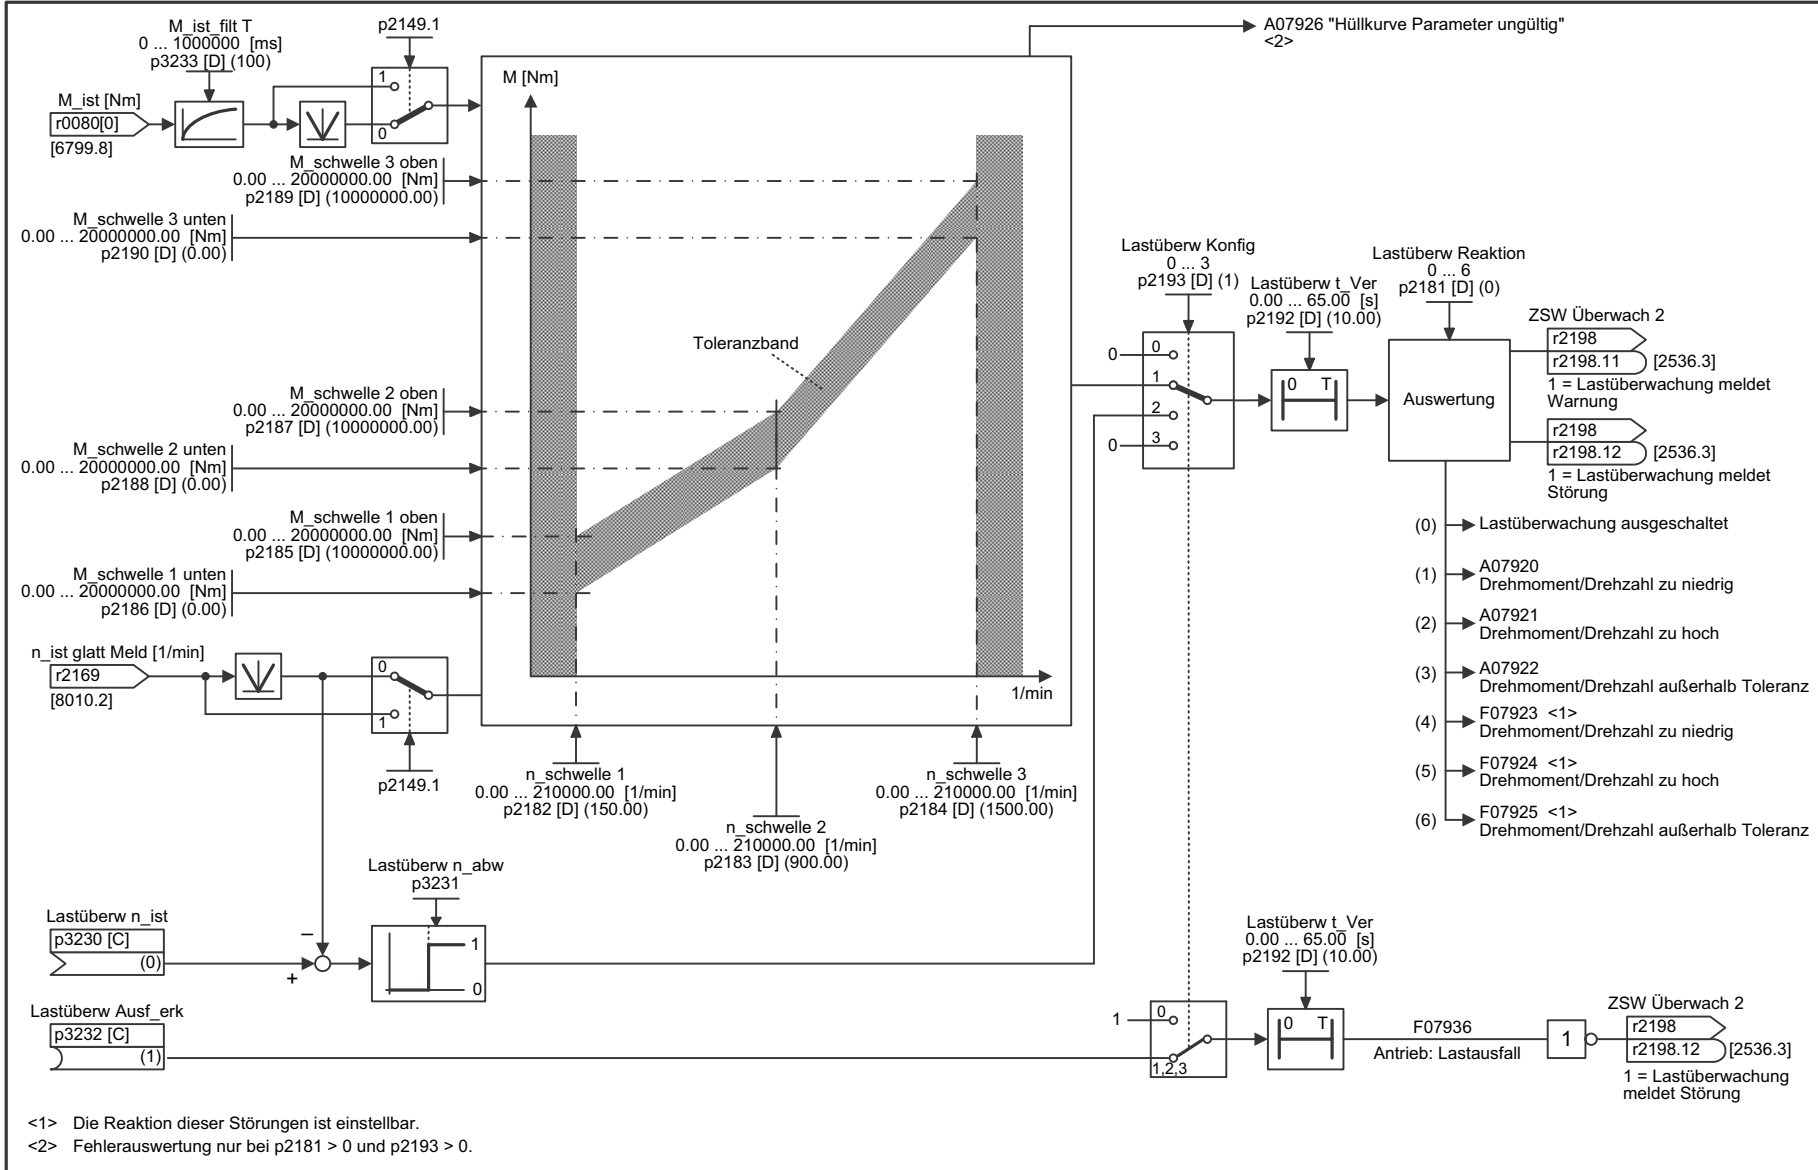 M_ist_filt T
0 ... 1000000 [ms]
p3233 [D] (100)
p2149.1
A07926 "Hüllkurve Parameter ungültig"
<2>
M_ist [Nm]
r0080[0]
[6799.8]
1
0
M [Nm]
M_schwelle 3 oben
0.00 ... 20000000.00 [Nm]
p2189 [D] (10000000.00)
M_schwelle 3 unten
0.00 ... 20000000.00 [Nm]
p2190 [D] (0.00)
Toleranzband
M_schwelle 2 oben
0.00 ... 20000000.00 [Nm]
p2187 [D] (10000000.00)
M_schwelle 2 unten
0.00 ... 20000000.00 [Nm]
p2188 [D] (0.00)
M_schwelle 1 oben
0.00 ... 20000000.00 [Nm]
p2185 [D] (10000000.00)
M_schwelle 1 unten
0.00 ... 20000000.00 [Nm]
p2186 [D] (0.00)
n_ist glatt Meld [1/min]
r2169
[8010.2]
0
1
p2149.1
1/min
n_schwelle 1
0.00 ... 210000.00 [1/min]
p2182 [D] (150.00)
n_schwelle 2
0.00 ... 210000.00 [1/min]
p2183 [D] (900.00)
n_schwelle 3
0.00 ... 210000.00 [1/min]
p2184 [D] (1500.00)
Lastüberw Konfig
0 ... 3
p2193 [D] (1)
0
0
1
2
0
3
Lastüberw t_Ver
0.00 ... 65.00 [s]
p2192 [D] (10.00)
0 T
Lastüberw Reaktion
0 ... 6
p2181 [D] (0)
Auswertung
ZSW Überwach 2
r2198
r2198.11 [2536.3]
1 = Lastüberwachung meldet
Warnung
r2198
r2198.12 [2536.3]
1 = Lastüberwachung meldet
Störung
(0) Lastüberwachung ausgeschaltet
(1) A07920
Drehmoment/Drehzahl zu niedrig
(2) A07921
Drehmoment/Drehzahl zu hoch
(3) A07922
Drehmoment/Drehzahl außerhalb Toleranz
(4) F07923 <1>
Drehmoment/Drehzahl zu niedrig
(5) F07924 <1>
Drehmoment/Drehzahl zu hoch
(6) F07925 <1>
Drehmoment/Drehzahl außerhalb Toleranz
Lastüberw n_abw
p3231
1
0
Lastüberw n_ist
p3230 [C]
(0)
–
+
Lastüberw Ausf_erk
p3232 [C]
(1)
1
0
1,2,3
Lastüberw t_Ver
0.00 ... 65.00 [s]
p2192 [D] (10.00)
0 T
F07936
Antrieb: Lastausfall
1
ZSW Überwach 2
r2198
r2198.12 [2536.3]
1 = Lastüberwachung
meldet Störung
<1> Die Reaktion dieser Störungen ist einstellbar.
<2> Fehlerauswertung nur bei p2181 > 0 und p2193 > 0.